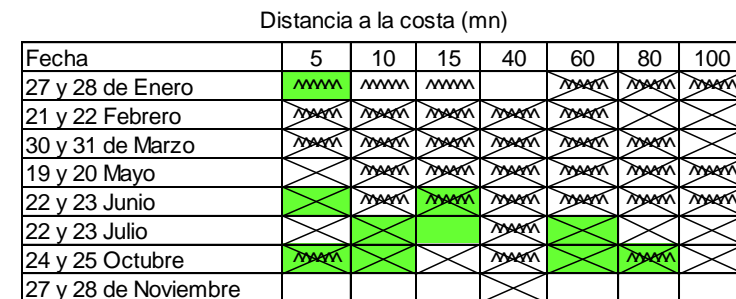 Distancia a la costa (mn)
Fecha 5 10 15 40 60 80 100
27 y 28 de Enero
21 y 22 Febrero
30 y 31 de Marzo
19 y 20 Mayo
22 y 23 Junio
22 y 23 Julio
24 y 25 Octubre
27 y 28 de Noviembre